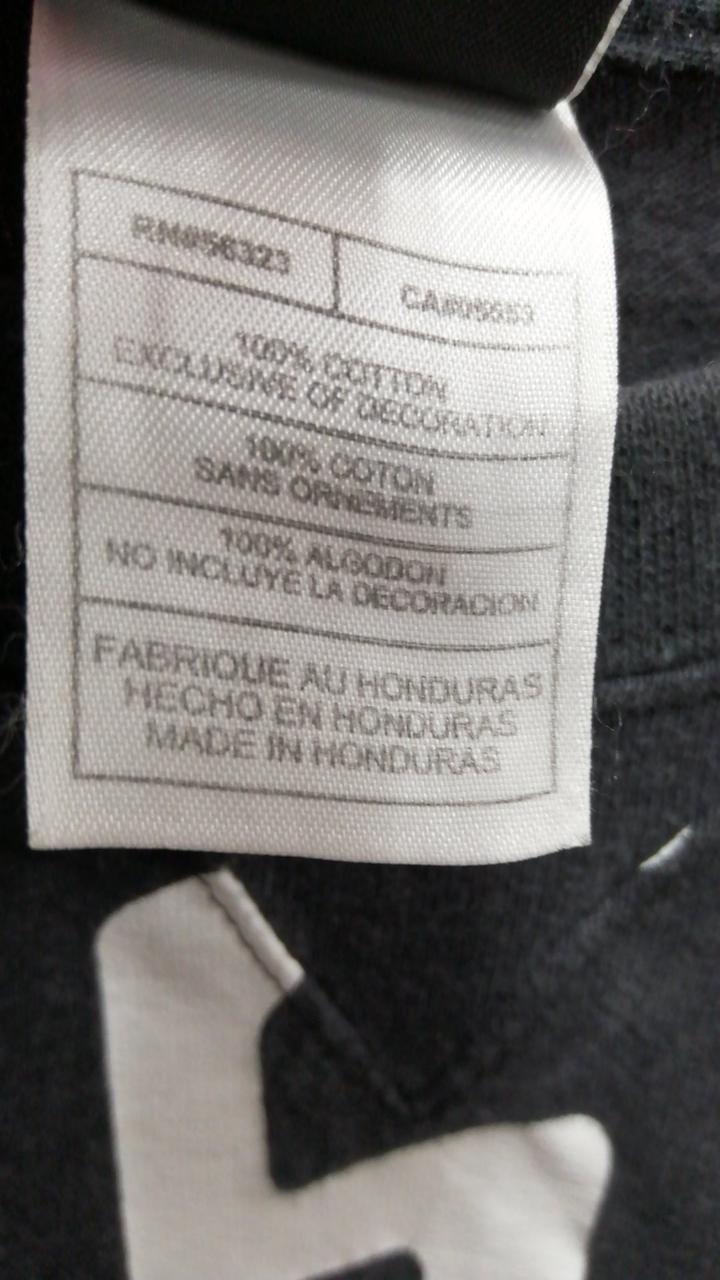 RN#56323
CA#05553
100% COTTON
EXCLUSIVE OF DECORATION
100% COTON
SANS ORNEMENTS
100% ALGODON
NO INCLUYE LA DECORACION
FABRIQUE AU HONDURAS
HECHO EN HONDURAS
MADE IN HONDURAS